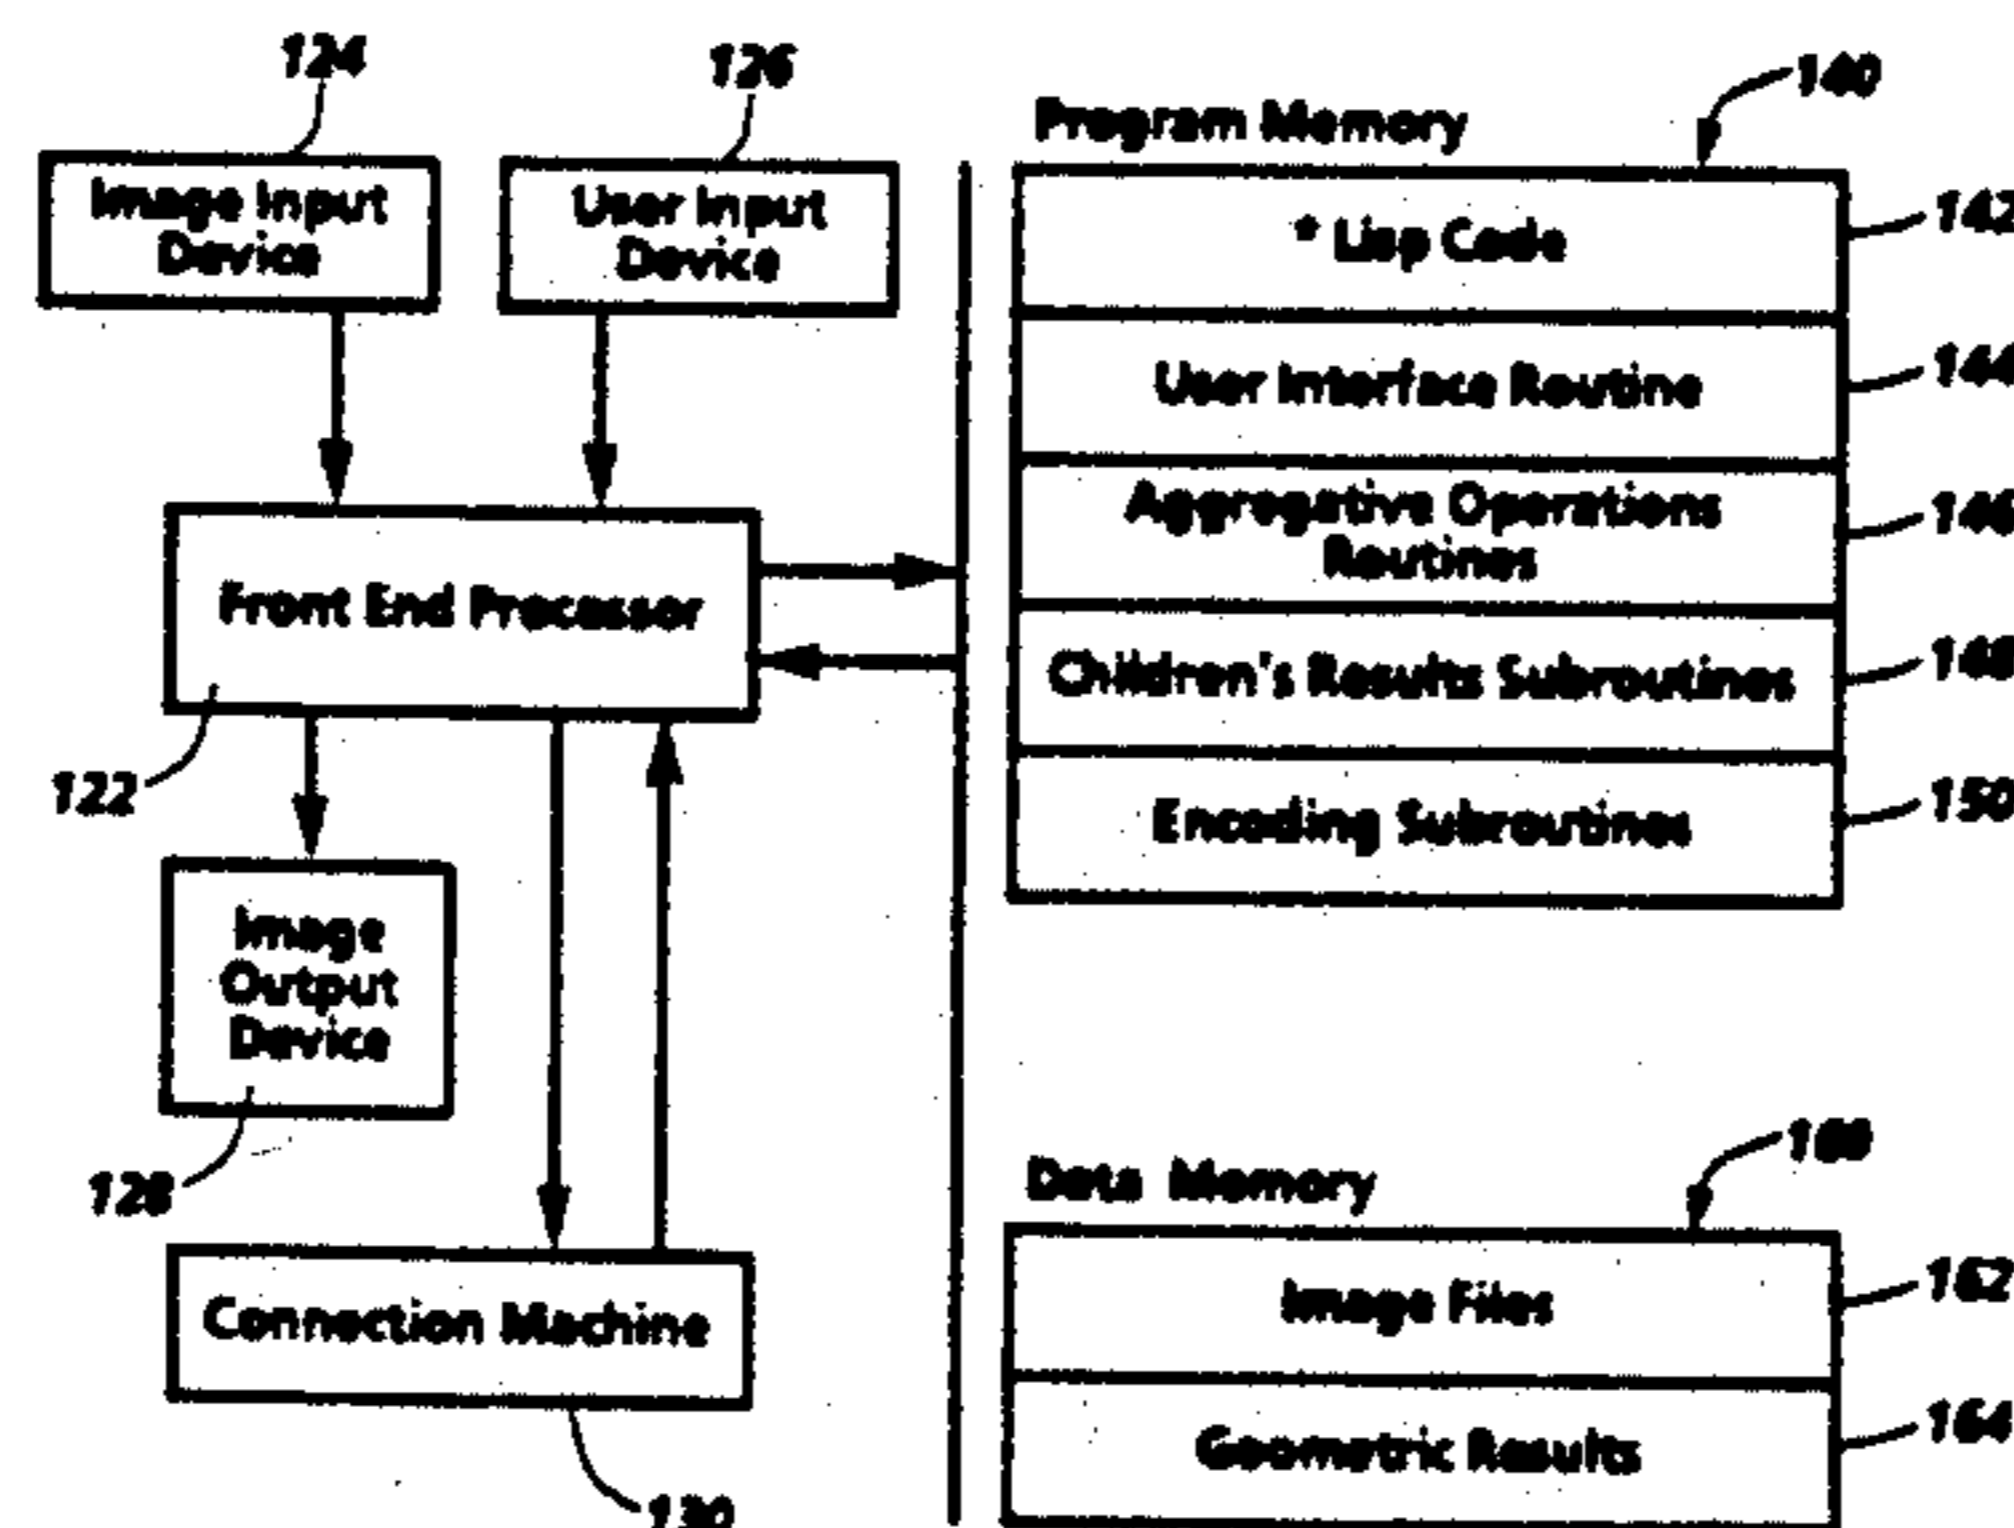 124
126
140
Program Memory
Image Input
Device
User Input
Device
* Lisp Code
142
User Interface Routine
144
Aggregative Operations
Routines
146
Front End Processor
Children's Results Subroutines
148
122
Encoding Subroutines
150
Image
Output
Device
128
160
Data Memory
Image Files
162
Connection Machine
Geometric Results
164
130